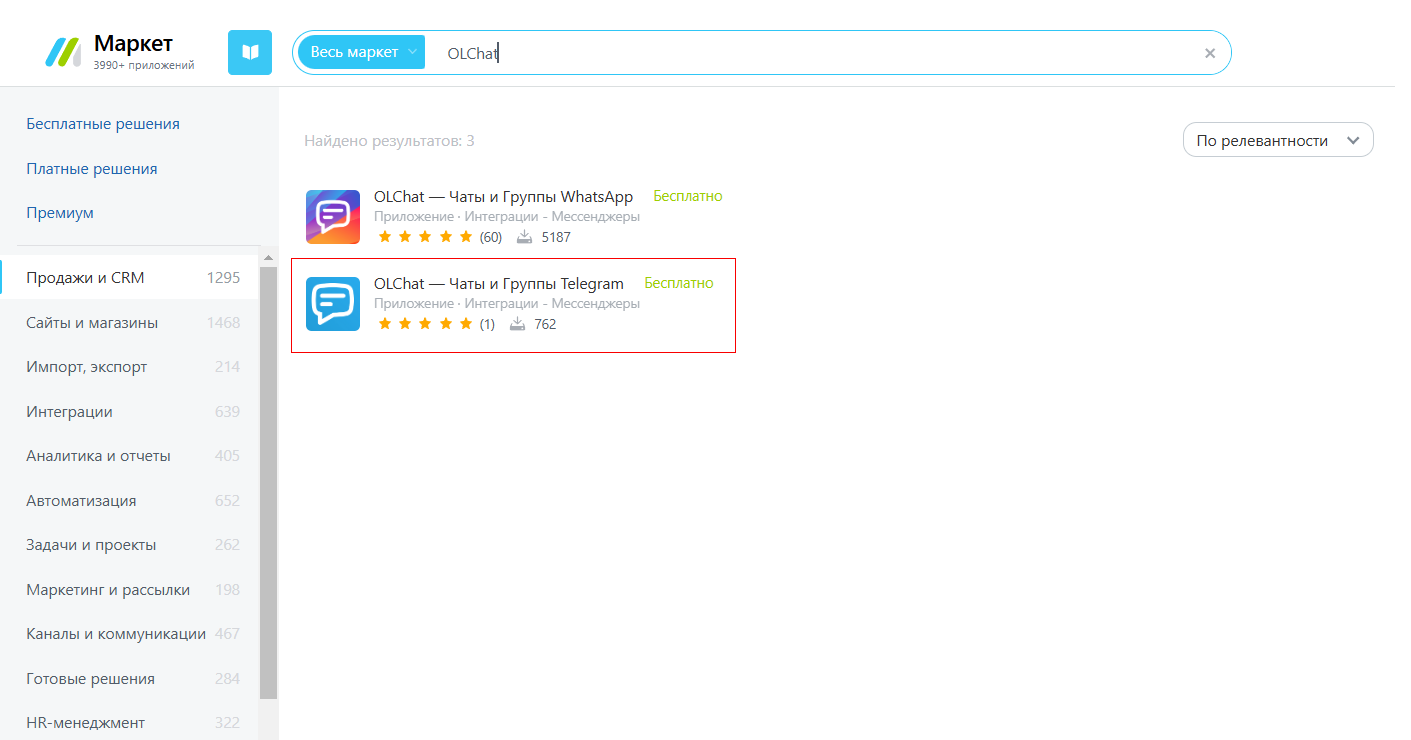 Маркет
3990+ приложений
Весь маркет
OLChat
Бесплатные решения
Платные решения
Премиум
Продажи и CRM 1295
Сайты и магазины 1468
Импорт, экспорт 214
Интеграции 639
Аналитика и отчеты 405
Автоматизация 652
Задачи и проекты 262
Маркетинг и рассылки 198
Каналы и коммуникации 467
Готовые решения 284
HR-менеджмент 322
Найдено результатов: 3
По релевантности
OLChat — Чаты и Группы WhatsApp Бесплатно
Приложение · Интеграции - Мессенджеры
(60) 5187
OLChat — Чаты и Группы Telegram Бесплатно
Приложение · Интеграции - Мессенджеры
(1) 762